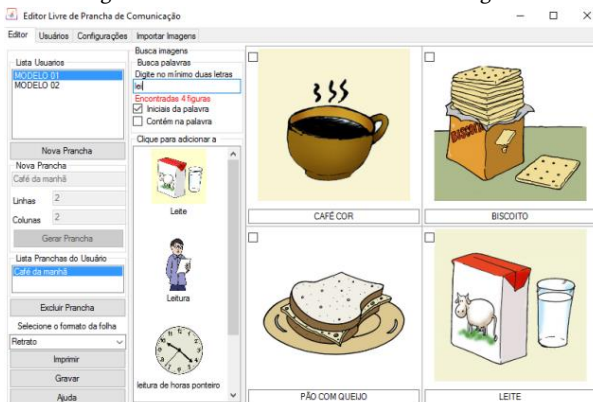 Editor Livre de Prancha de Comunicação
Editor Usuários Configurações Importar Imagens
Lista Usuarios
MODELO 01
MODELO 02
Nova Prancha
Nova Prancha
Café da manhã
Linhas 2
Colunas 2
Gerar Prancha
Lista Pranchas do Usuário
Café da manhã
Excluir Prancha
Selecione o formato da folha
Retrato
Imprimir
Gravar
Ajuda
Busca imagens
Busca palavras
Digite no mínimo duas letras
lei
Encontradas 4 figuras
Iniciais da palavra
Contém na palavra
Clique para adicionar a
Leite
Leitura
leitura de horas ponteiro
CAFÉ COR
BISCOITO
PÃO COM QUEIJO
LEITE